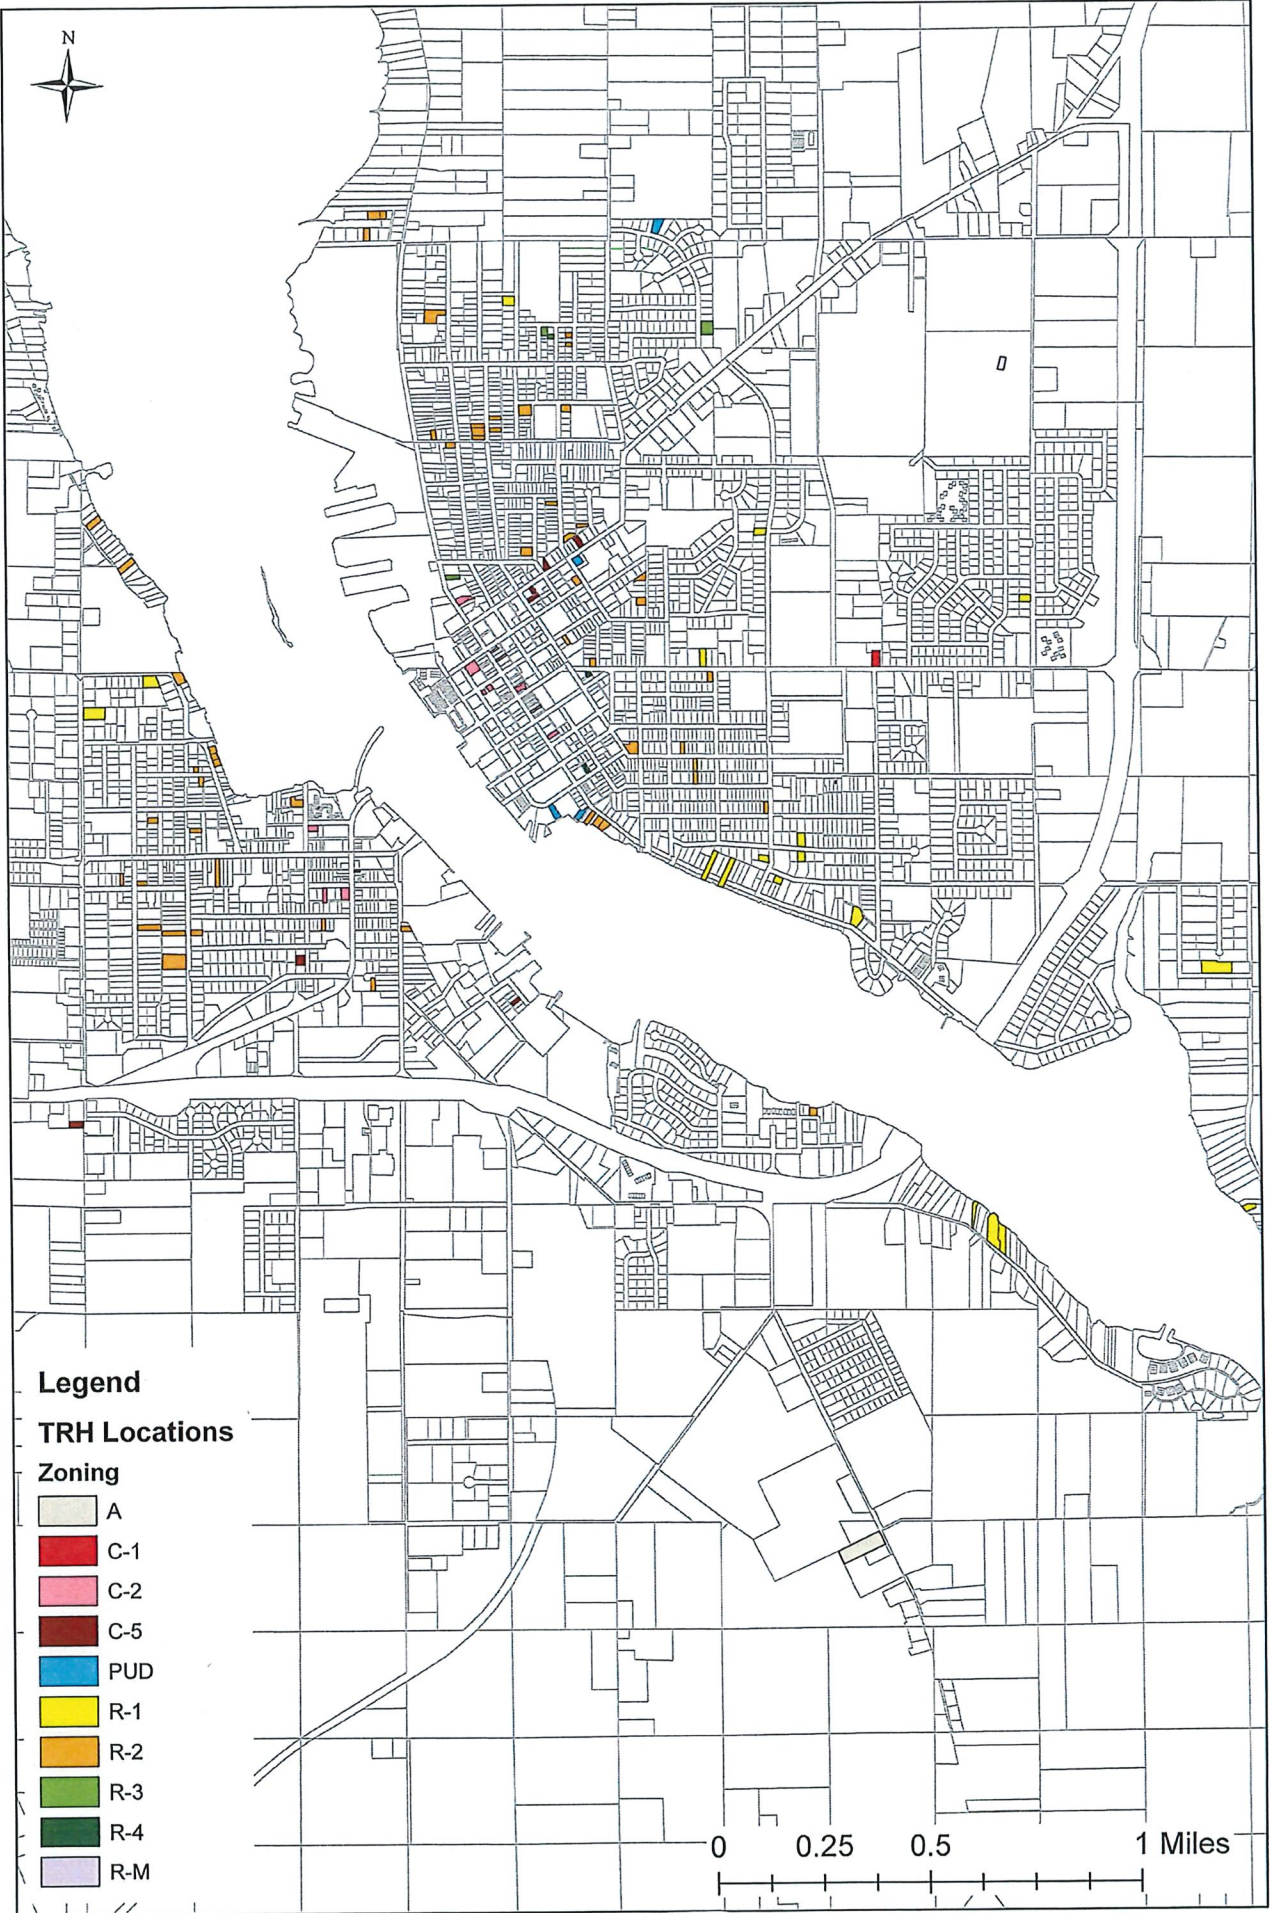 N
Legend
TRH Locations
Zoning
A
C-1
C-2
C-5
PUD
R-1
R-2
R-3
R-4
R-M
0 0.25 0.5 1 Miles